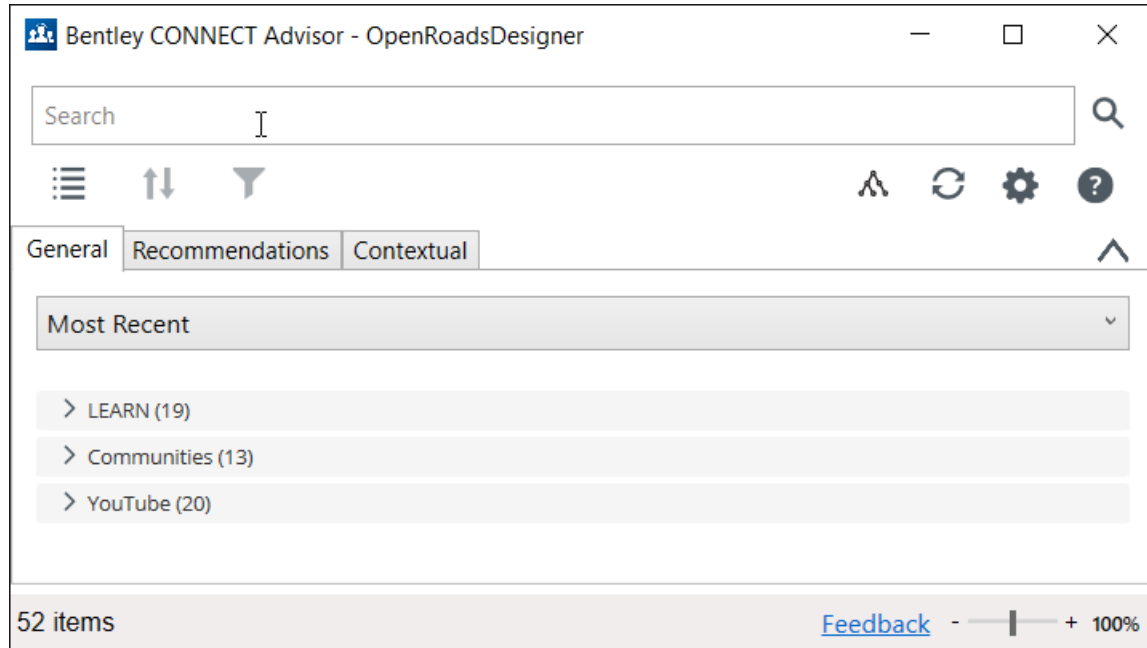 Bentley CONNECT Advisor - OpenRoadsDesigner
Search
?
General Recommendations Contextual
Most Recent
LEARN (19)
Communities (13)
YouTube (20)
52 items Feedback - + 100%